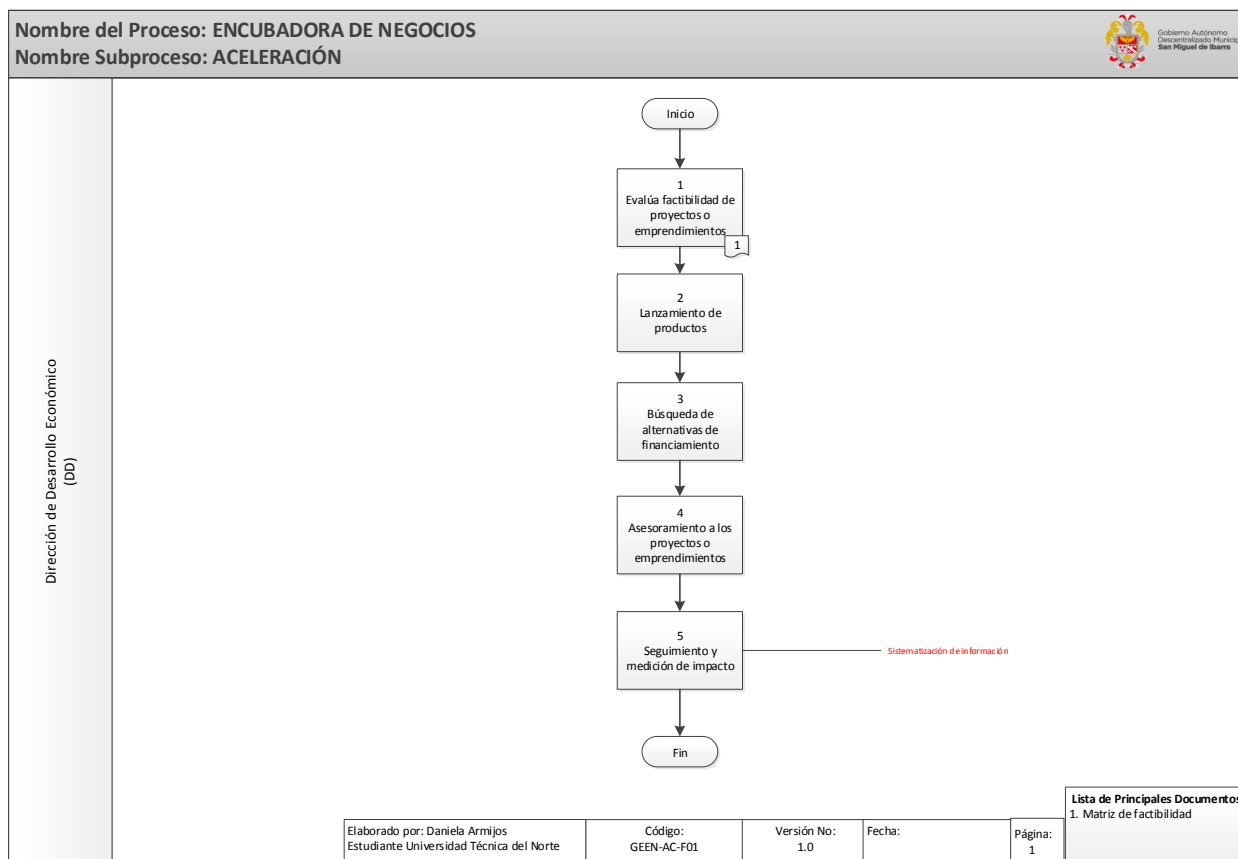 Nombre del Proceso: ENCUBADORA DE NEGOCIOS
Nombre Subproceso: ACELERACIÓN
Gobierno Autónomo
Descentralizado Municip
San Miguel de Ibarra
Dirección de Desarrollo Económico
(DD)
Inicio
1
Evalúa factibilidad de
proyectos o
emprendimientos
1
2
Lanzamiento de
productos
3
Búsqueda de
alternativas de
financiamiento
4
Asesoramiento a los
proyectos o
emprendimientos
5
Seguimiento y
medición de impacto
Sistematización de información
Fin
Lista de Principales Documentos
1. Matriz de factibilidad
Elaborado por: Daniela Armijos
Estudiante Universidad Técnica del Norte
Código:
GEEN-AC-F01
Versión No:
1.0
Fecha:
Página:
1